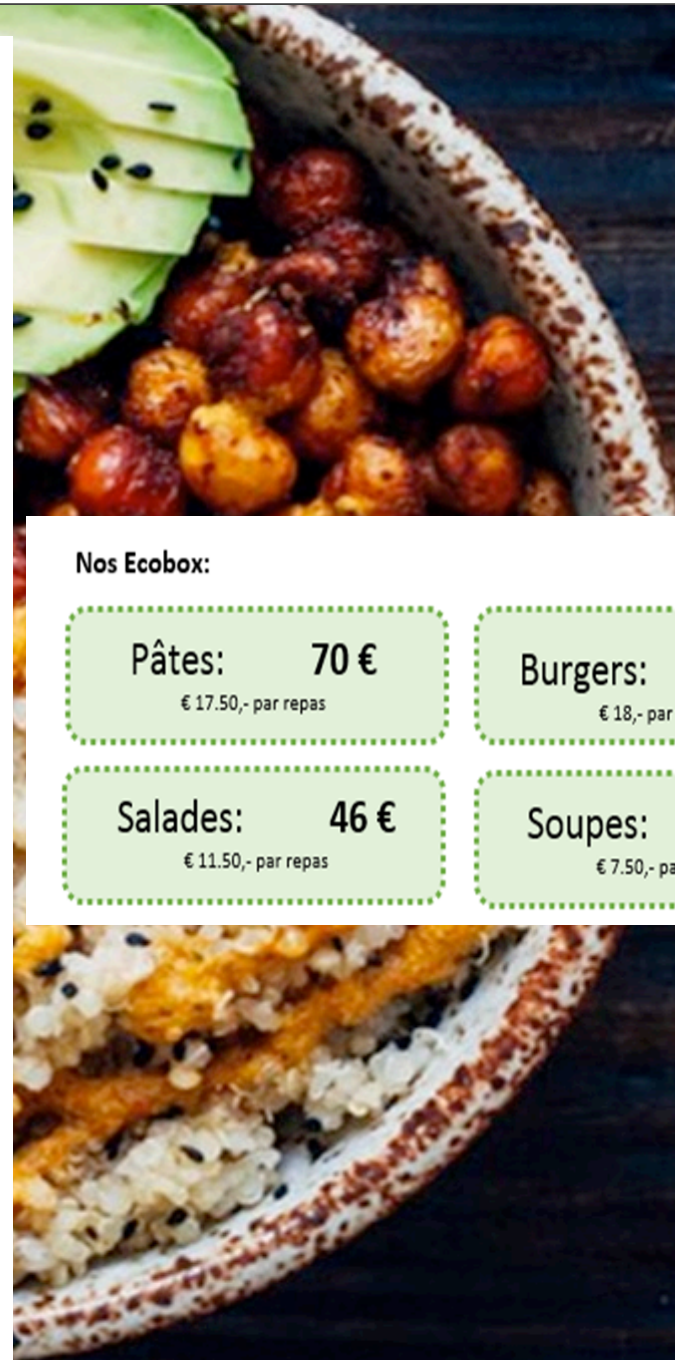 Nos Ecobox:
Pâtes: 70 €
€ 17.50,- par repas
Burgers:
€ 18,- par
Salades: 46 €
€ 11.50,- par repas
Soupes:
€ 7.50,- pa